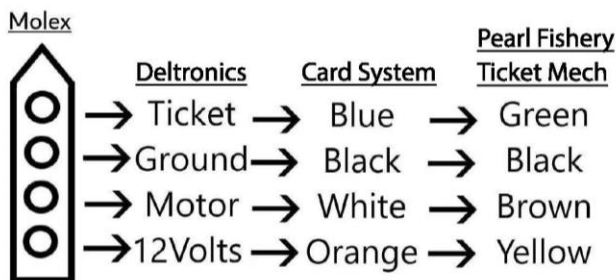 Molex
Deltronics Card System Pearl Fishery Ticket Mech
Ticket Blue Green
Ground Black Black
Motor White Brown
12Volts Orange Yellow